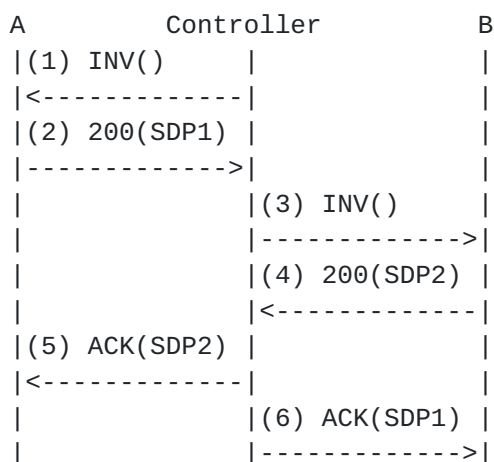 A Controller B
|(1) INV() | |
|<-------------| |
|(2) 200(SDP1) | |
|------------->| |
| |(3) INV() |
| |------------->|
| |(4) 200(SDP2) |
| |<-------------|
|(5) ACK(SDP2) | |
|<-------------| |
| |(6) ACK(SDP1) |
| |------------->|